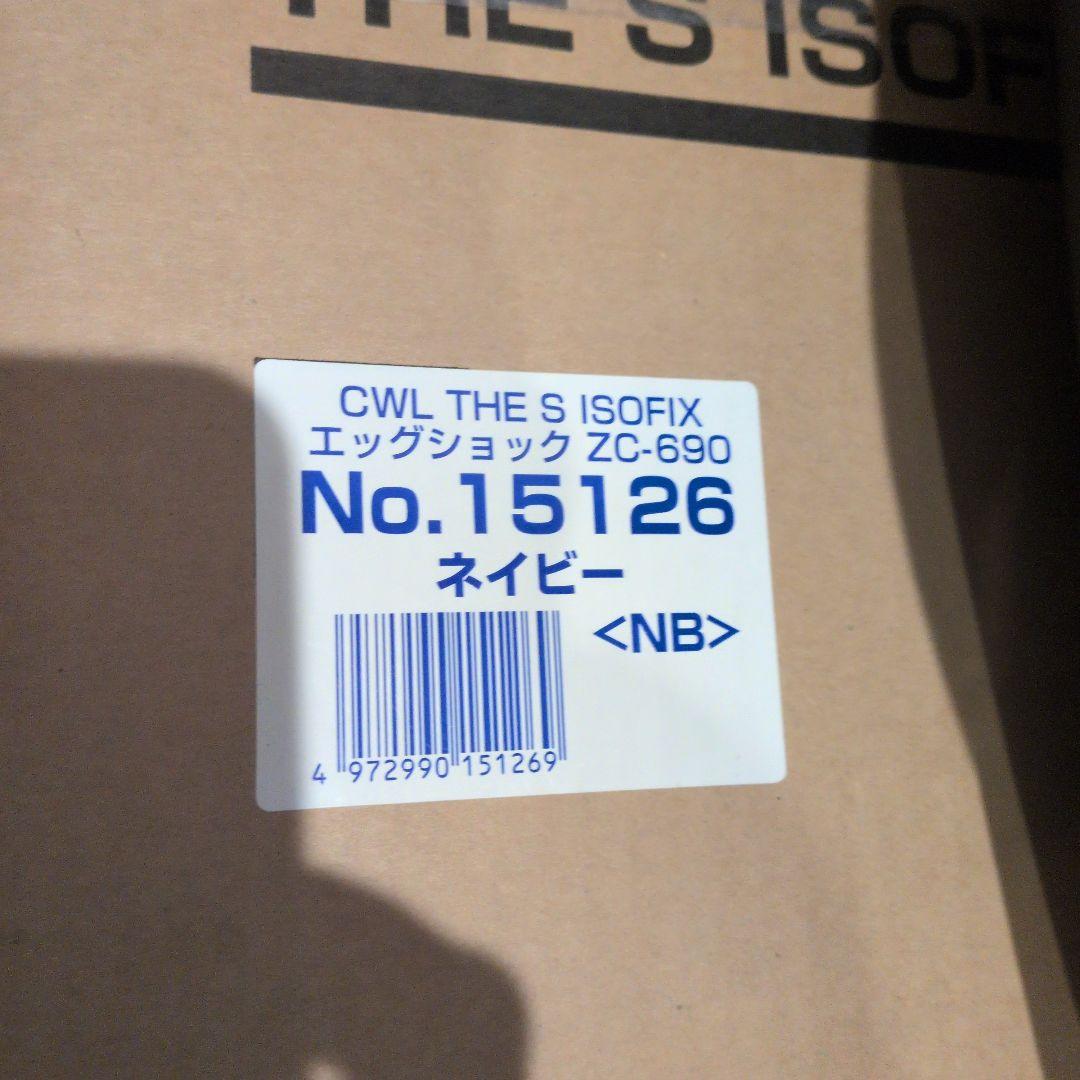 THE S ISOF
CWL THE S ISOFIX
エッグショック ZC-690
No.15126
ネイビー
<NB>
4 972990 151269